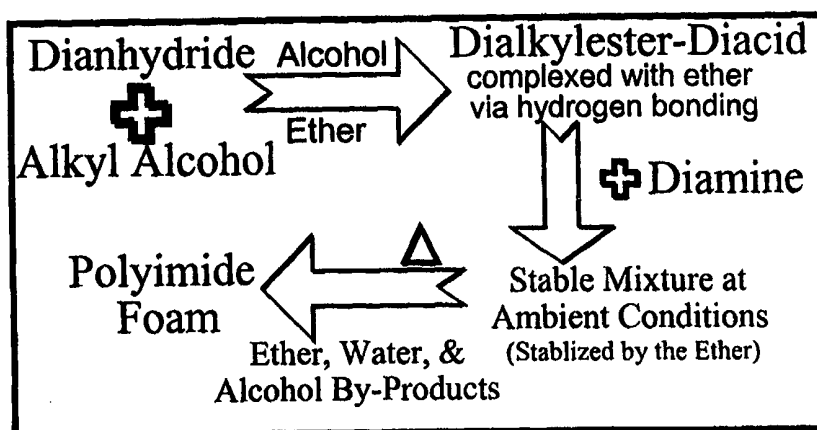 Dianhydride
Alkyl Alcohol
Alcohol
Ether
Dialkylester-Diacid
complexed with ether
via hydrogen bonding
Diamine
Stable Mixture at
Ambient Conditions
(Stablized by the Ether)
Δ
Ether, Water, &
Alcohol By-Products
Polyimide
Foam